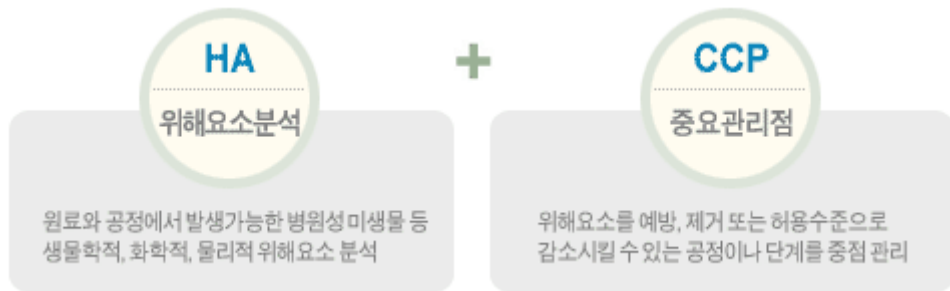 HA
위해요소분석
원료와 공정에서 발생가능한 병원성 미생물 등
생물학적, 화학적, 물리적 위해요소 분석
+
CCP
중요관리점
위해요소를 예방, 제거 또는 허용수준으로
감소시킬 수 있는 공정이나 단계를 중점 관리